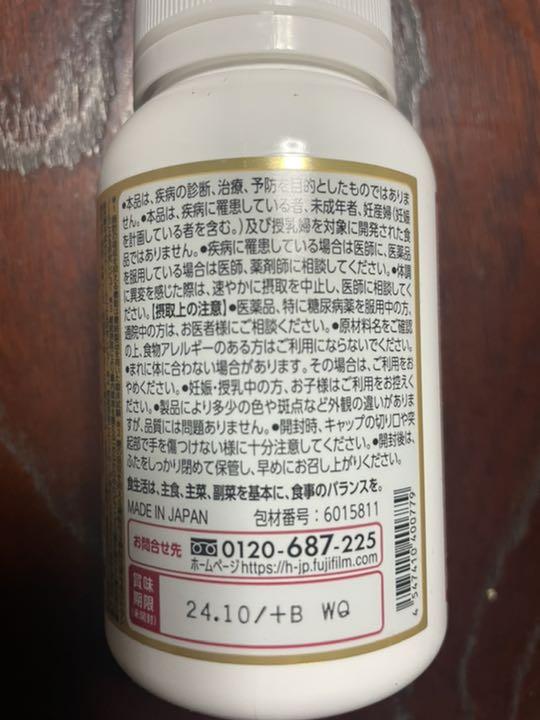 ●本品は、疾病の診断、治療、予防を目的としたものではありま
せん。●本品は、疾病に罹患している者、未成年者、妊産婦(妊娠
を計画している者を含む。)及び授乳婦を対象に開発された食
品ではありません。●疾病に罹患している場合は医師に、医薬品
を服用している場合は医師、薬剤師に相談してください。●体調
に異変を感じた際は、速やかに摂取を中止し、医師に相談してく
ださい。【摂取上の注意】●医薬品、特に糖尿病薬を服用中の方、
通院中の方は、お医者様にご相談ください。●原材料名をご確認
の上、食物アレルギーのある方はご利用にならないでください。
●まれに体に合わない場合があります。その場合は、ご利用をお
やめください。●妊娠・授乳中の方、お子様はご利用をお控えく
ださい。●製品により多少の色や斑点など外観の違いがありま
すが、品質には問題ありません。●開封時、キャップの切り口や突
起部で手を傷つけない様に十分注意してください。●開封後は、
ふたをしっかり閉めて保管し、早めにお召し上がりください。
食生活は、主食、主菜、副菜を基本に、食事のバランスを。
MADE IN JAPAN 包材番号:6015811
お問合せ先 0120-687-225
ホームページhttps://h-jp.fujifilm.com
賞味
期限
(未開封)
24.10/+B WQ
4 547410 400779